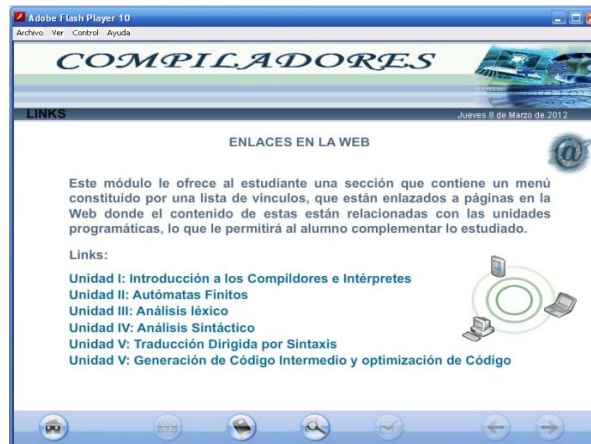 Adobe Flash Player 10
Archivo Ver Control Ayuda
COMPILADORES
LINKS
Jueves 8 de Marzo de 2012
ENLACES EN LA WEB
Este módulo le ofrece al estudiante una sección que contiene un menú
constituido por una lista de vinculos, que están enlazados a páginas en la
Web donde el contenido de estas están relacionadas con las unidades
programáticas, lo que le permitirá al alumno complementar lo estudiado.
Links:
Unidad I: Introducción a los Compildores e Intérpretes
Unidad II: Autómatas Finitos
Unidad III: Análisis léxico
Unidad IV: Análisis Sintáctico
Unidad V: Traducción Dirigida por Sintaxis
Unidad V: Generación de Código Intermedio y optimización de Código